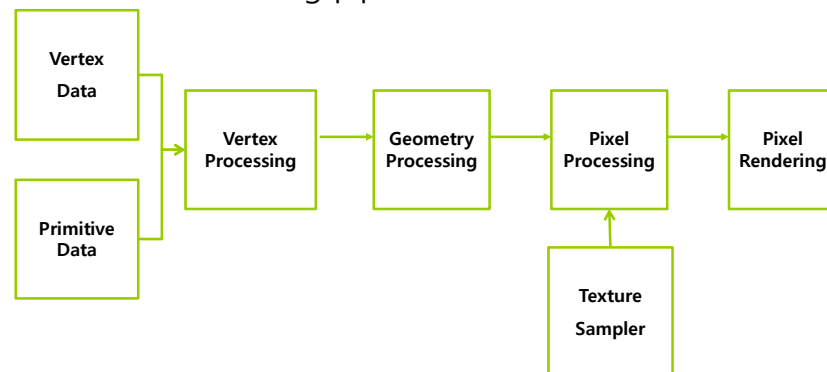 Vertex
Data
Vertex
Processing
Geometry
Processing
Pixel
Processing
Pixel
Rendering
Primitive
Data
Texture
Sampler